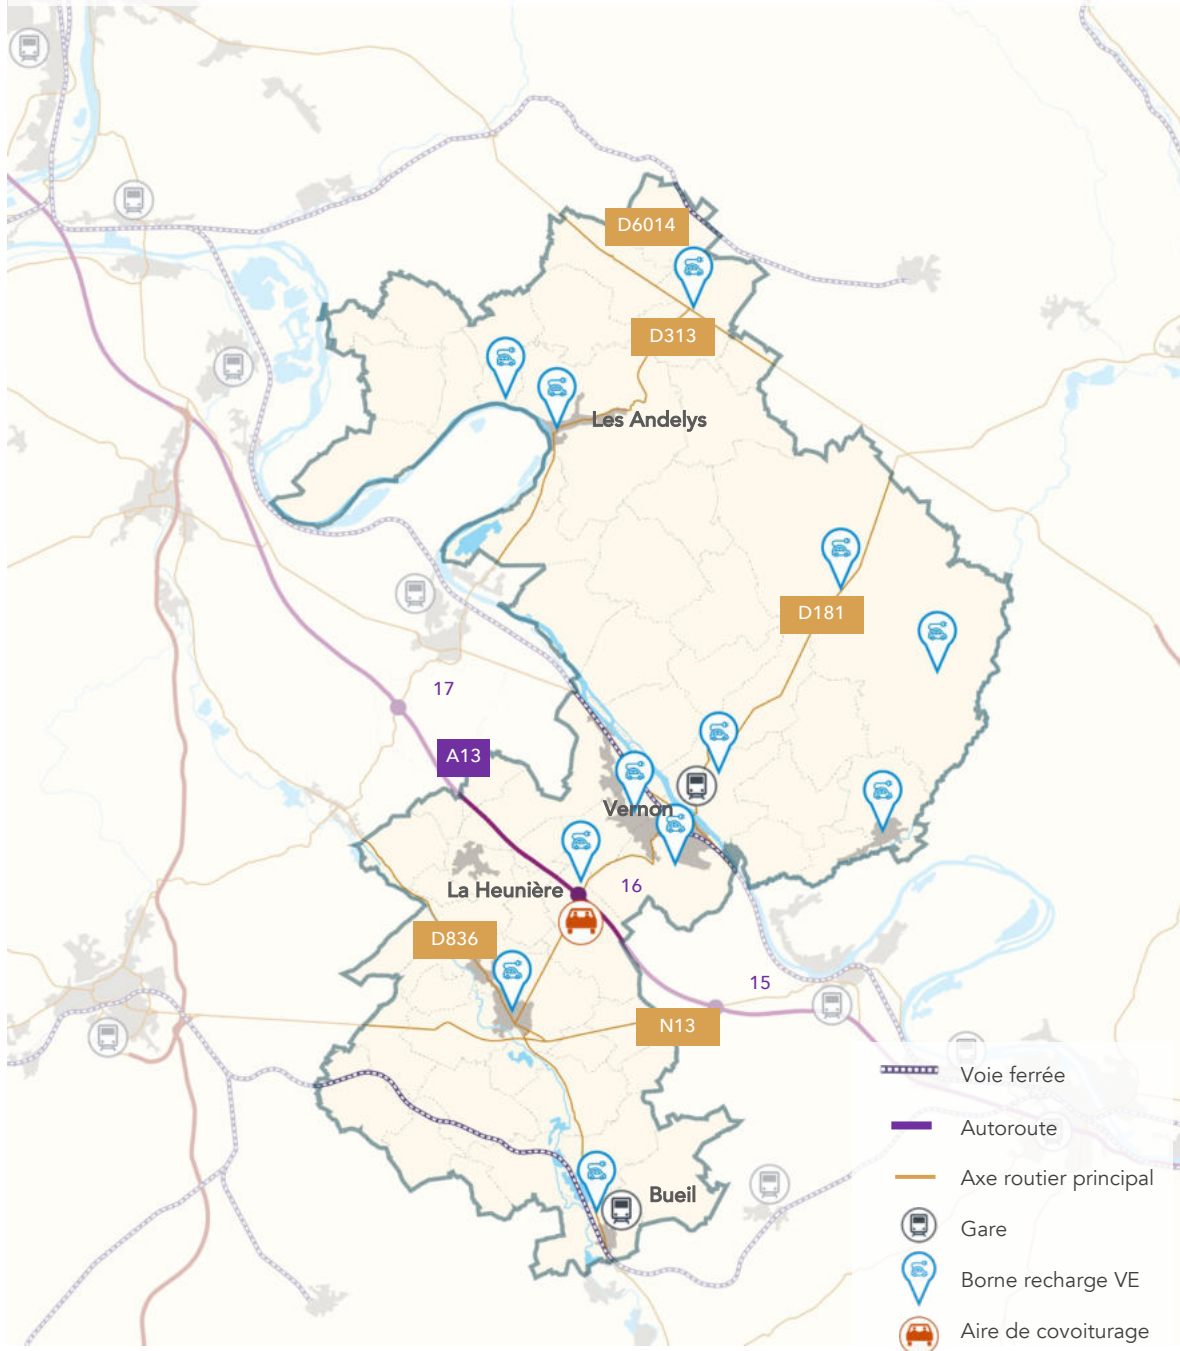 D6014
D313
Les Andelys
D181
17
A13
Vernon
16
La Heunière
D836
15
N13
Voie ferrée
Autoroute
Axe routier principal
Bueil
Gare
Borne recharge VE
Aire de covoiturage